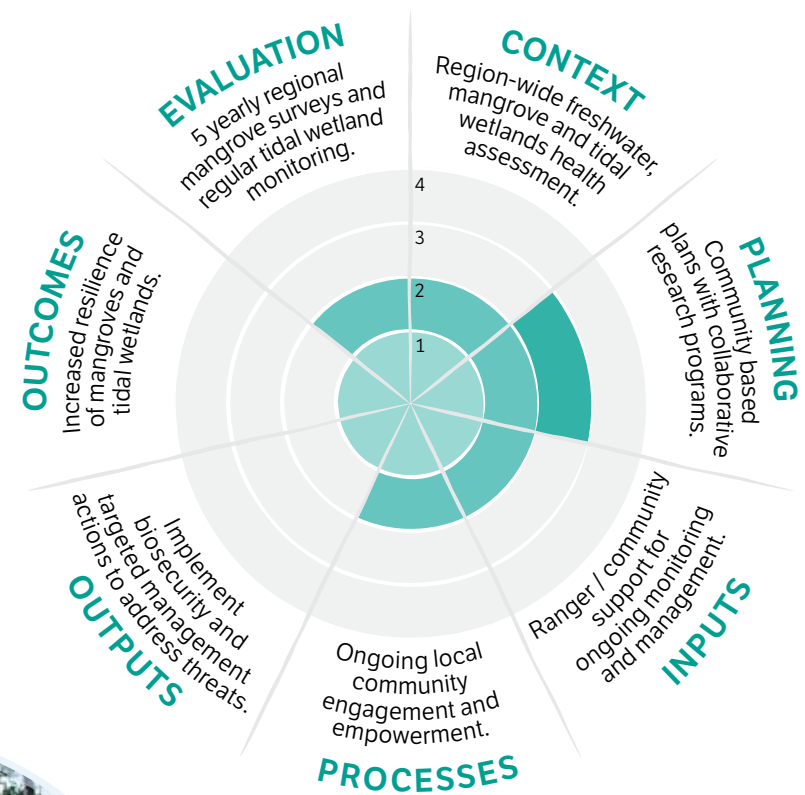 EVALUATION
5 yearly regional
mangrove surveys and
regular tidal wetland
monitoring.
CONTEXT
Region-wide freshwater,
mangrove and tidal
wetlands health
assessment.
PLANNING
Community based
plans with collaborative
research programs.
INPUTS
Ranger / community
support for
ongoing monitoring
and management.
PROCESSES
Ongoing local
community
engagement and
empowerment.
OUTPUTS
Implement
biosecurity and
targeted management
actions to address threats.
OUTCOMES
Increased resilience
of mangroves and
tidal wetlands.
4
3
2
1